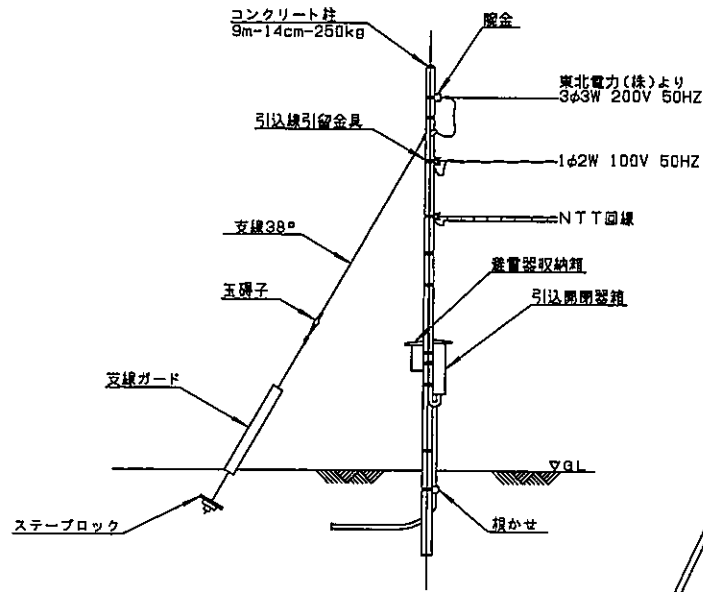 コンクリート柱
9m-14cm-250kg
腕金
東北電力(株)より
3φ3W 200V 50HZ
引込線引留金具
1φ2W 100V 50HZ
支線38□
NTT回線
避雷器収納箱
玉碍子
引込開閉器箱
支線ガード
▽GL
ステーブロック
根かせ